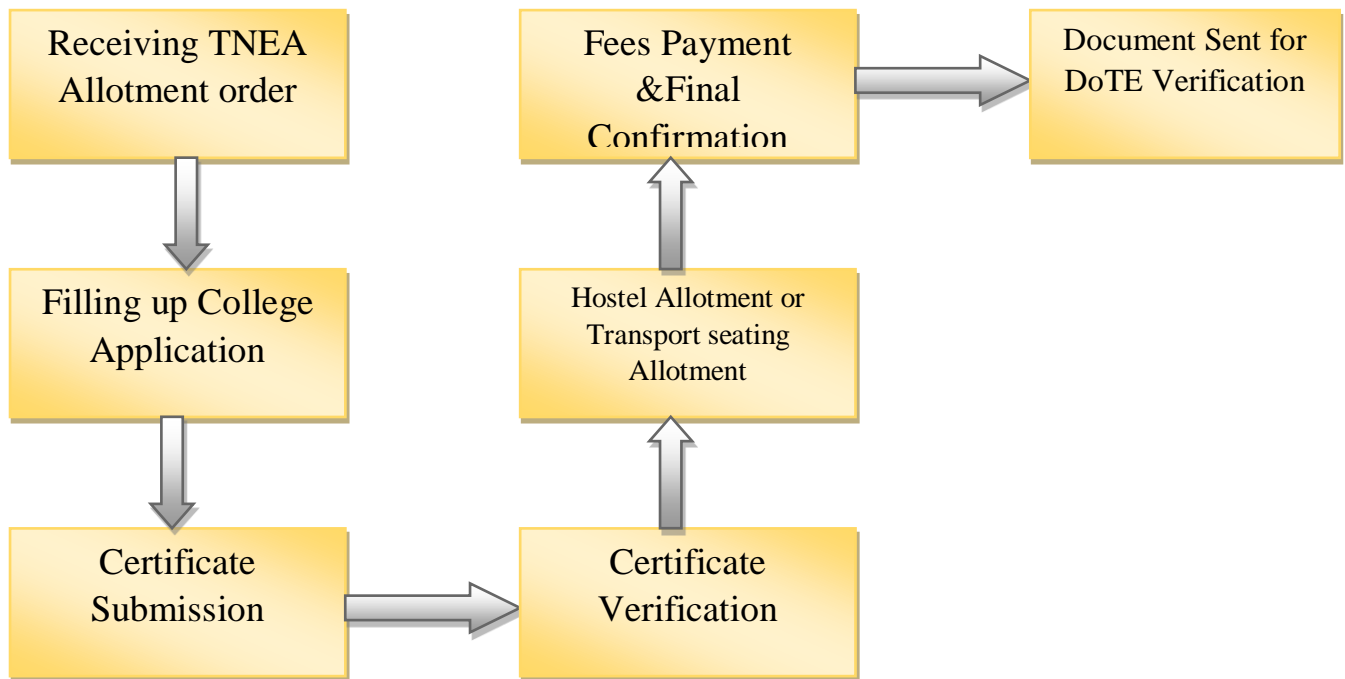 Receiving TNEA
Allotment order
Filling up College
Application
Certificate
Submission
Certificate
Verification
Hostel Allotment or
Transport seating
Allotment
Fees Payment
&Final
Confirmation
Document Sent for
DoTE Verification